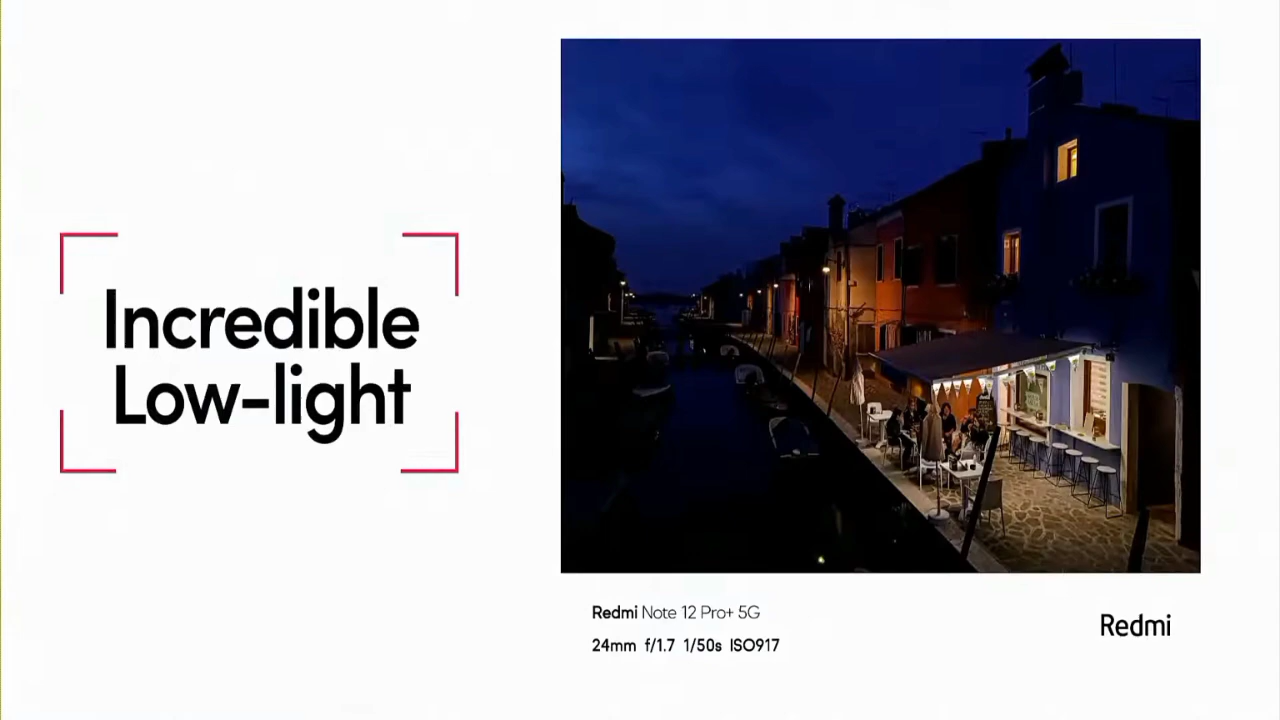 Incredible
Low-light
Redmi Note 12 Pro+ 5G
24mm f/1.7 1/50s ISO917
Redmi